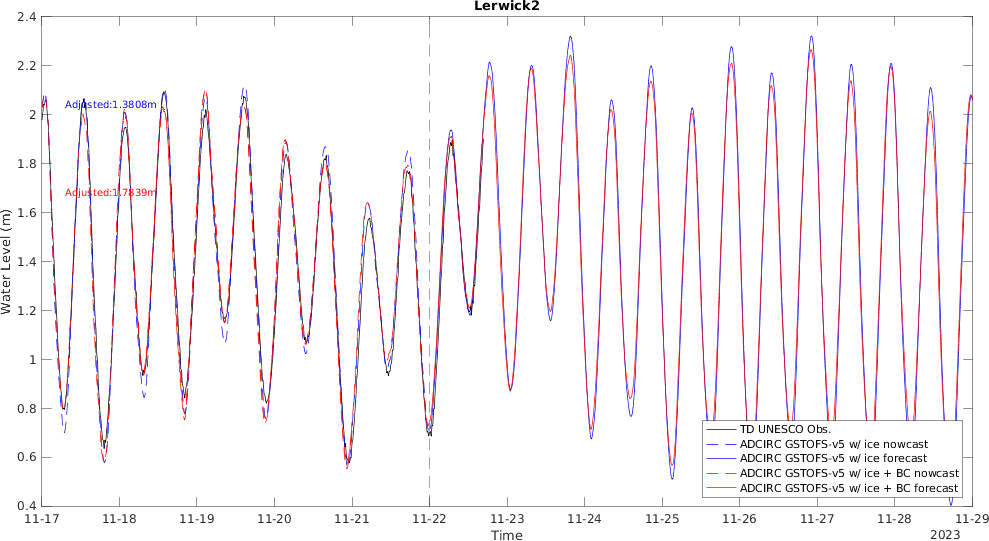 Lerwick2
2.4
2.2
2
1.8
1.6
1.4
1.2
1
0.8
0.6
0.4
Water Level (m)
Adjusted:1.3808m
Adjusted:1.7839m
TD UNESCO Obs.
ADCIRC GSTOFS-v5 w/ ice nowcast
ADCIRC GSTOFS-v5 w/ ice forecast
ADCIRC GSTOFS-v5 w/ ice + BC nowcast
ADCIRC GSTOFS-v5 w/ ice + BC forecast
11-17 11-18 11-19 11-20 11-21 11-22 11-23 11-24 11-25 11-26 11-27 11-28 11-29
Time
2023